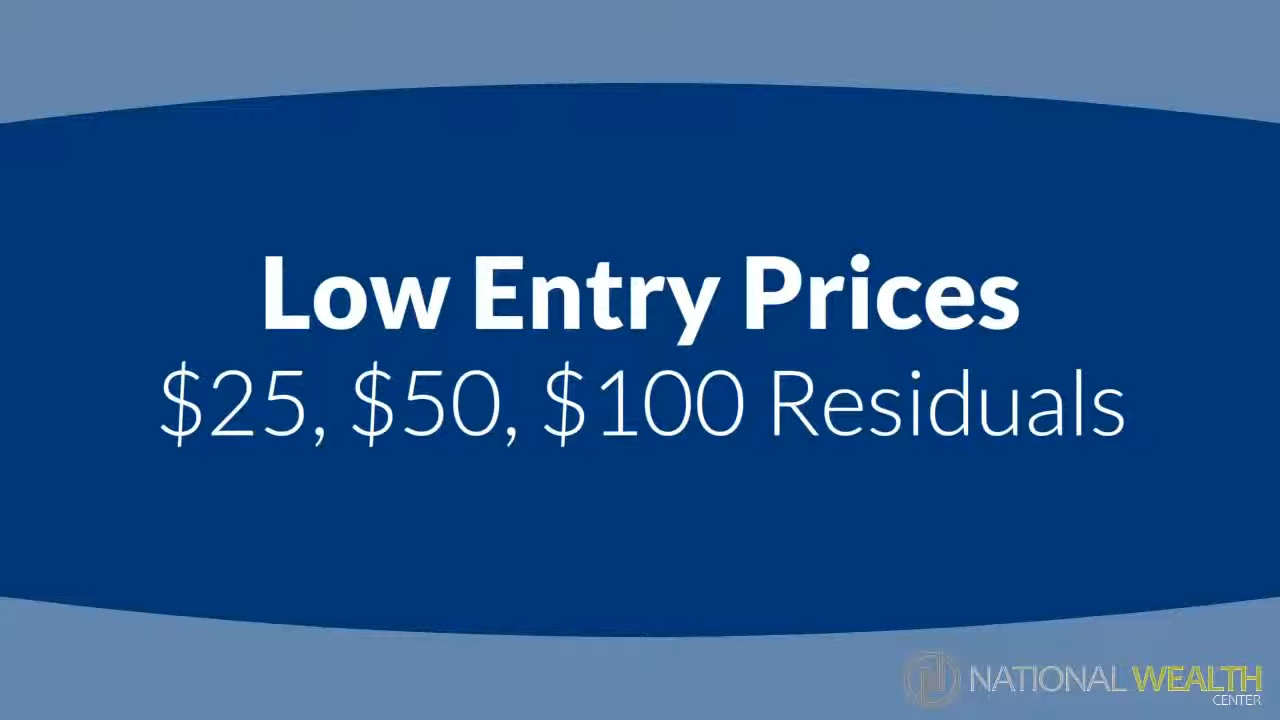 Low Entry Prices
$25, $50, $100 Residuals
NATIONAL WEALTH
CENTER